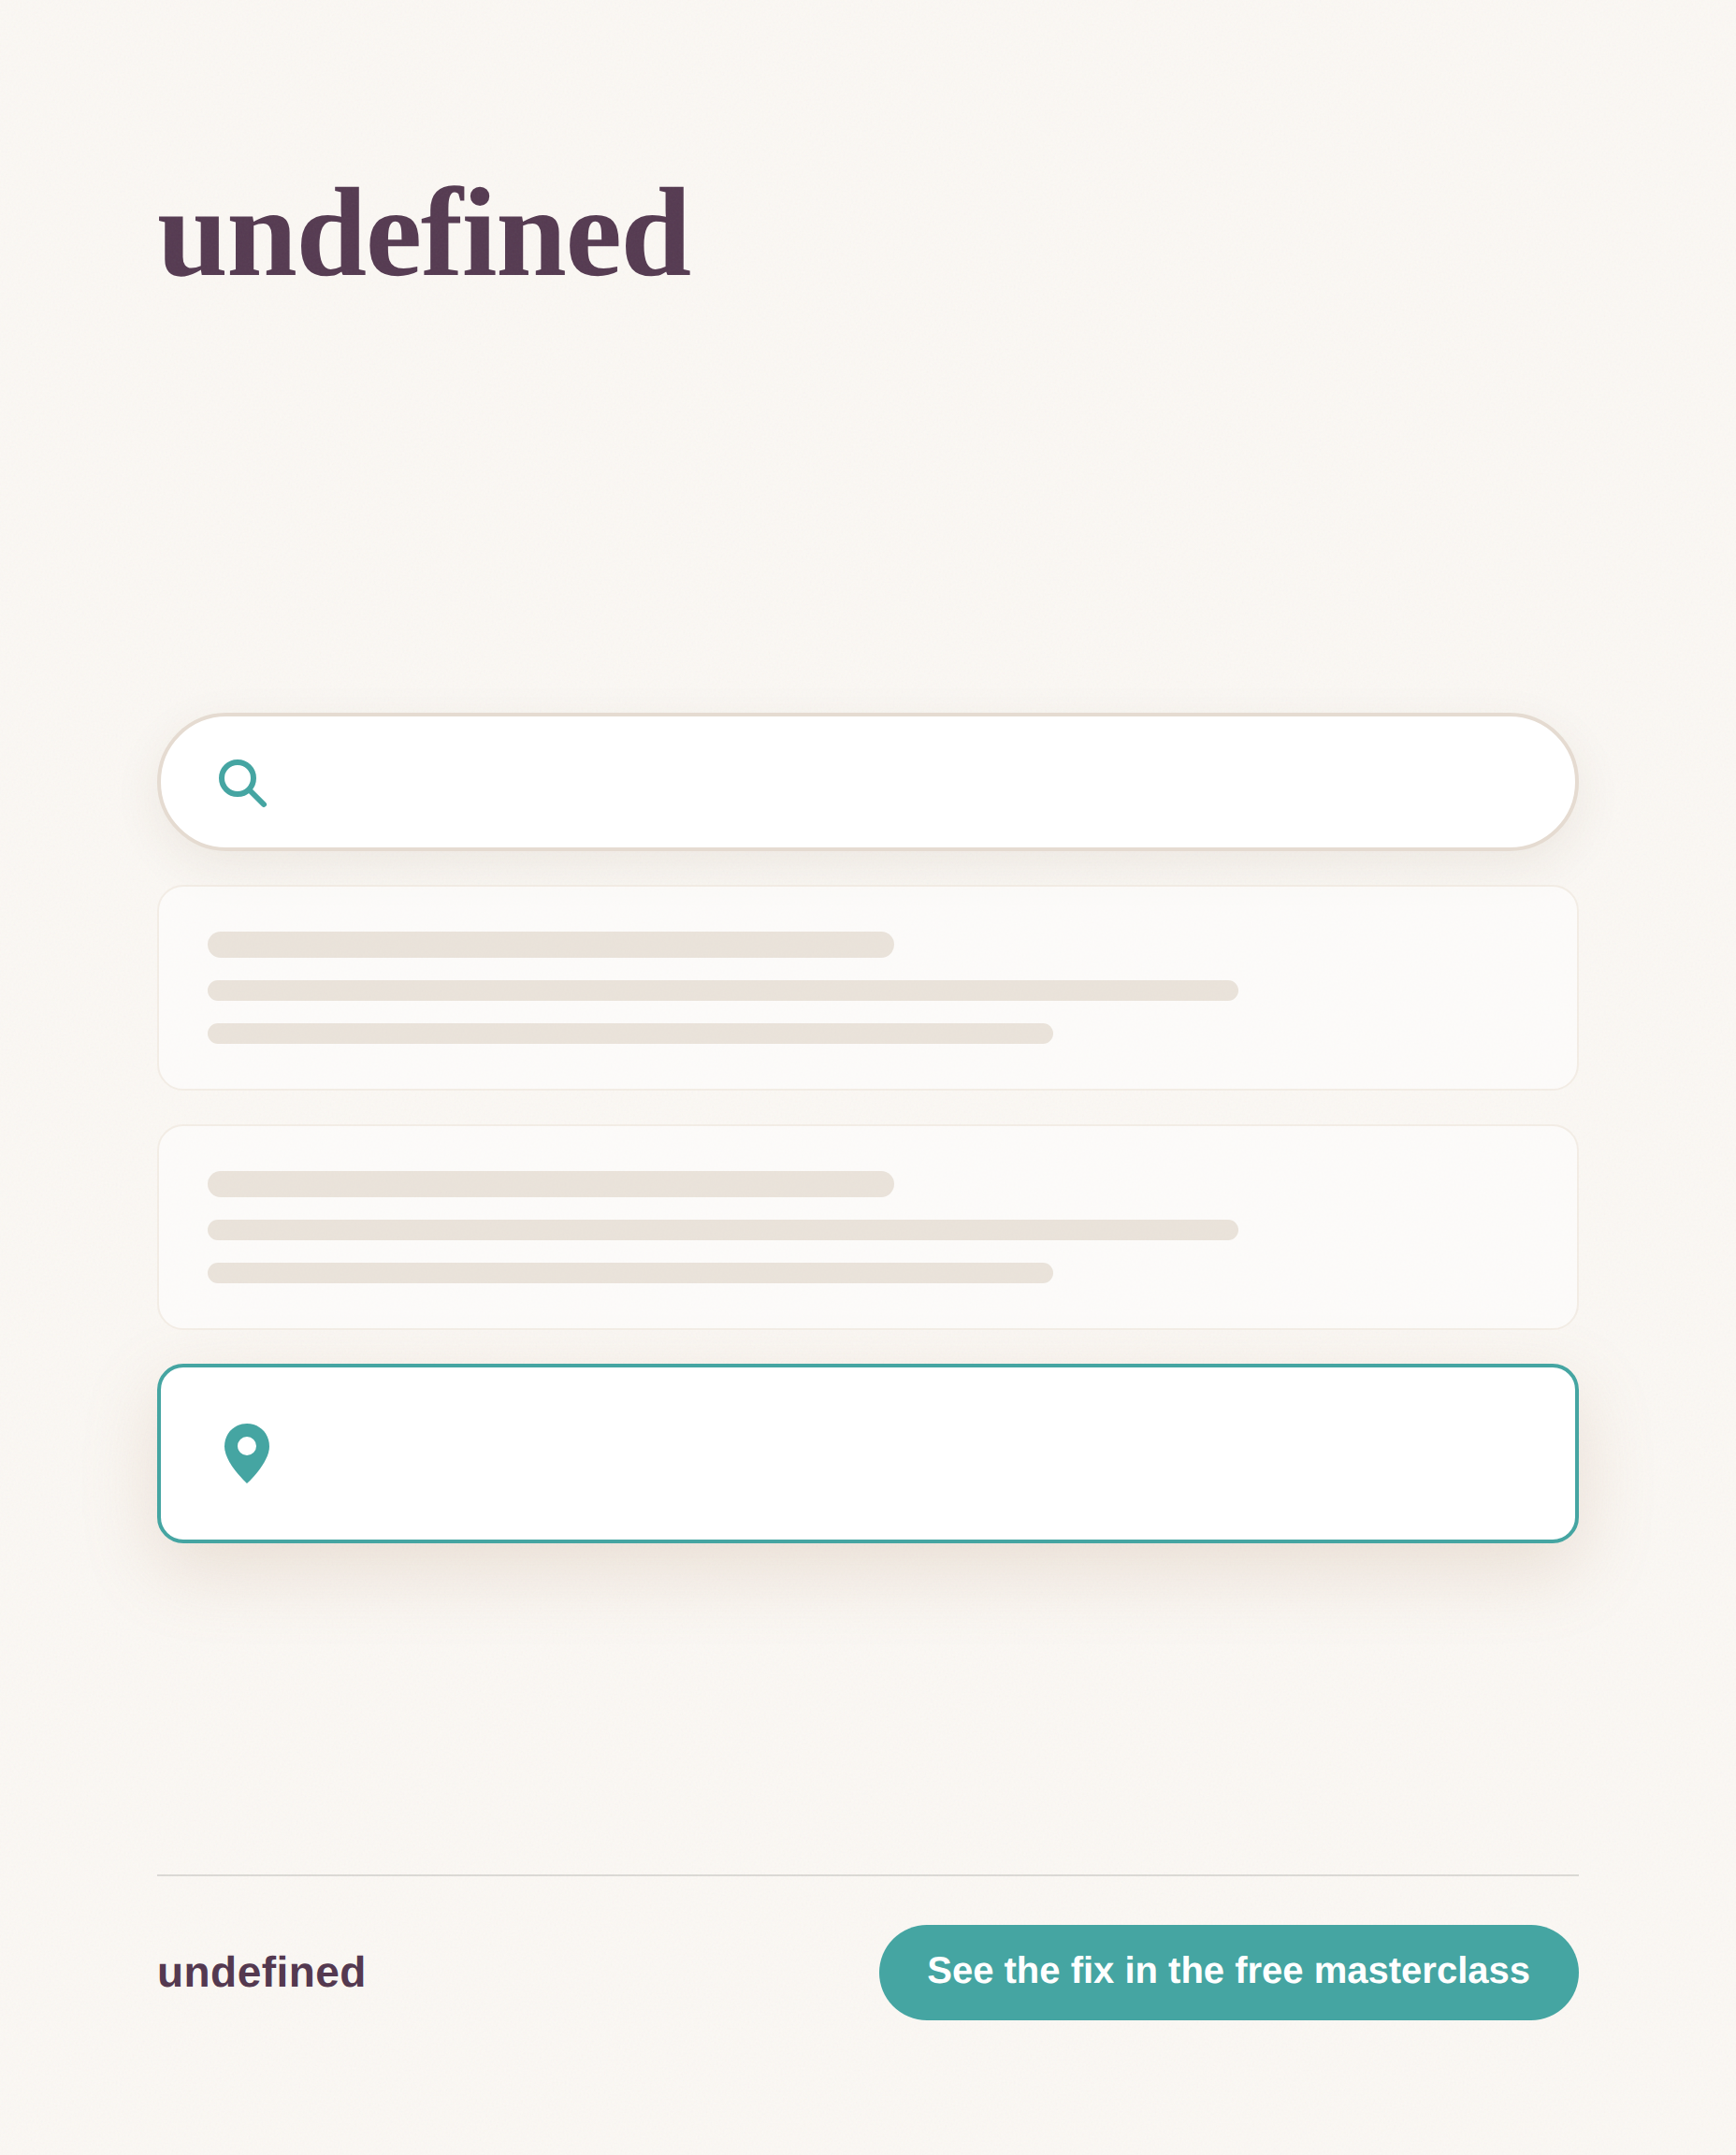 undefined
undefined
See the fix in the free masterclass